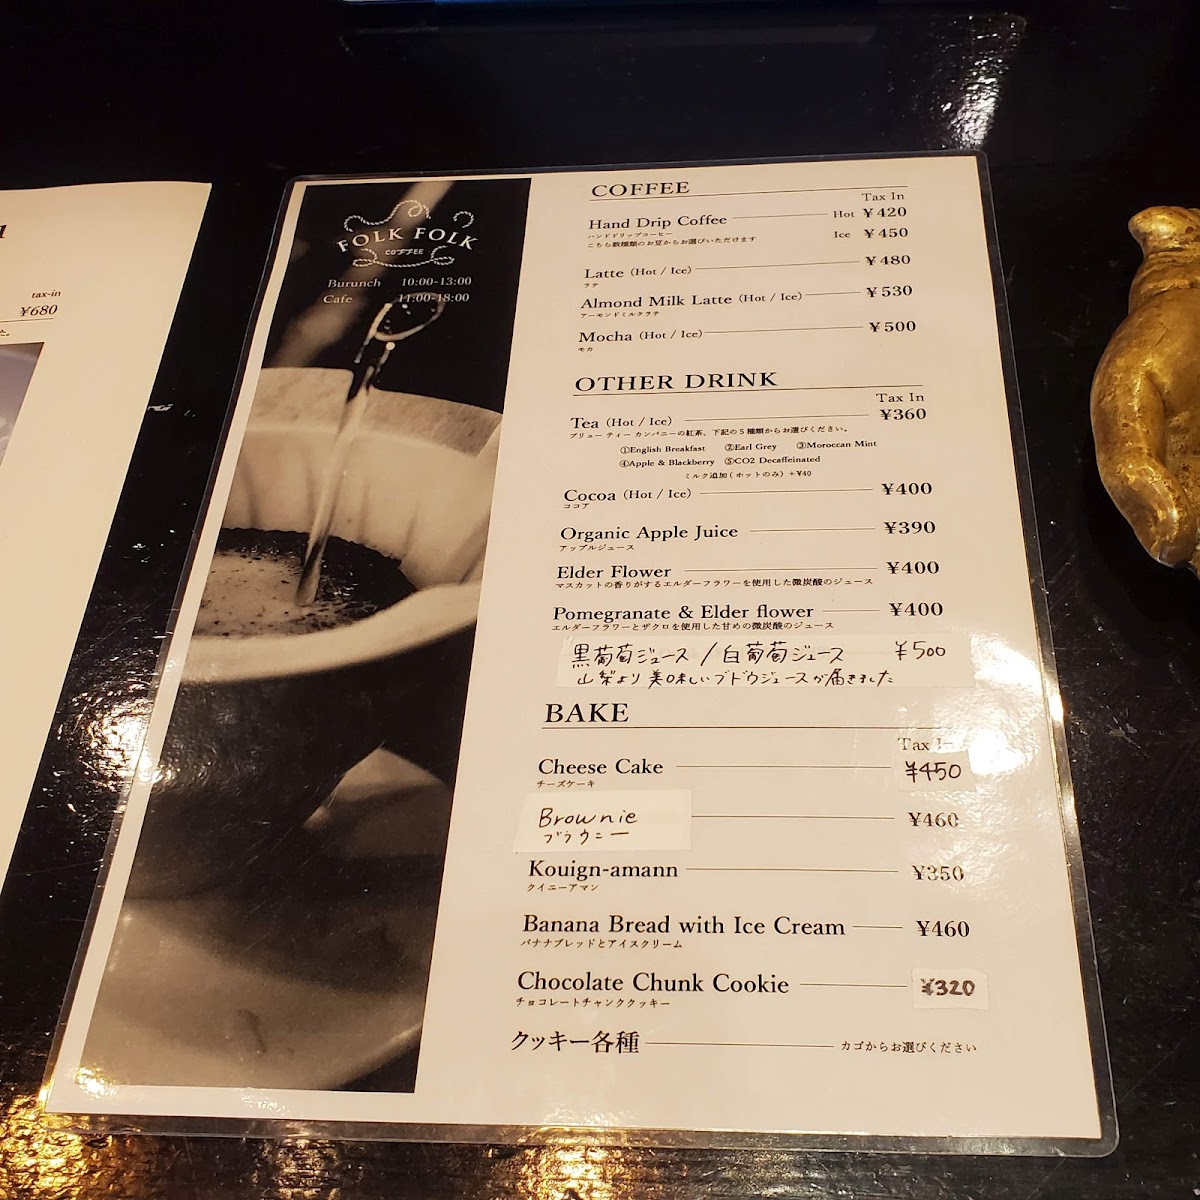 tax-in
¥680
FOLK FOLK
COFFEE
Burunch 10:00-13:00
Cafe 11:00-18:00
COFFEE
Tax In
Hand Drip Coffee Hot ¥420
ハンドドリップコーヒー
こちら数種類のお豆からお選びいただけます Ice ¥450
Latte (Hot / Ice) ¥480
ラテ
Almond Milk Latte (Hot / Ice) ¥530
アーモンドミルクラテ
Mocha (Hot / Ice) ¥500
モカ
OTHER DRINK
Tax In
Tea (Hot / Ice) ¥360
ブリュー ティー カンパニーの紅茶、下記の5種類からお選びください。
①English Breakfast ②Earl Grey ③Moroccan Mint
④Apple & Blackberry ⑤CO2 Decaffeinated
ミルク追加(ホットのみ)+¥40
Cocoa (Hot / Ice) ¥400
ココア
Organic Apple Juice ¥390
アップルジュース
Elder Flower ¥400
マスカットの香りがするエルダーフラワーを使用した微炭酸のジュース
Pomegranate & Elder flower ¥400
エルダーフラワーとザクロを使用した甘めの微炭酸のジュース
黒葡萄ジュース / 白葡萄ジュース ¥500
山梨より美味しいブドウジュースが届きました
BAKE
Tax In
Cheese Cake ¥450
チーズケーキ
Brownie ¥460
ブラウニー
Kouign-amann ¥350
クイニーアマン
Banana Bread with Ice Cream ¥460
バナナブレッドとアイスクリーム
Chocolate Chunk Cookie ¥320
チョコレートチャンククッキー
クッキー各種 カゴからお選びください